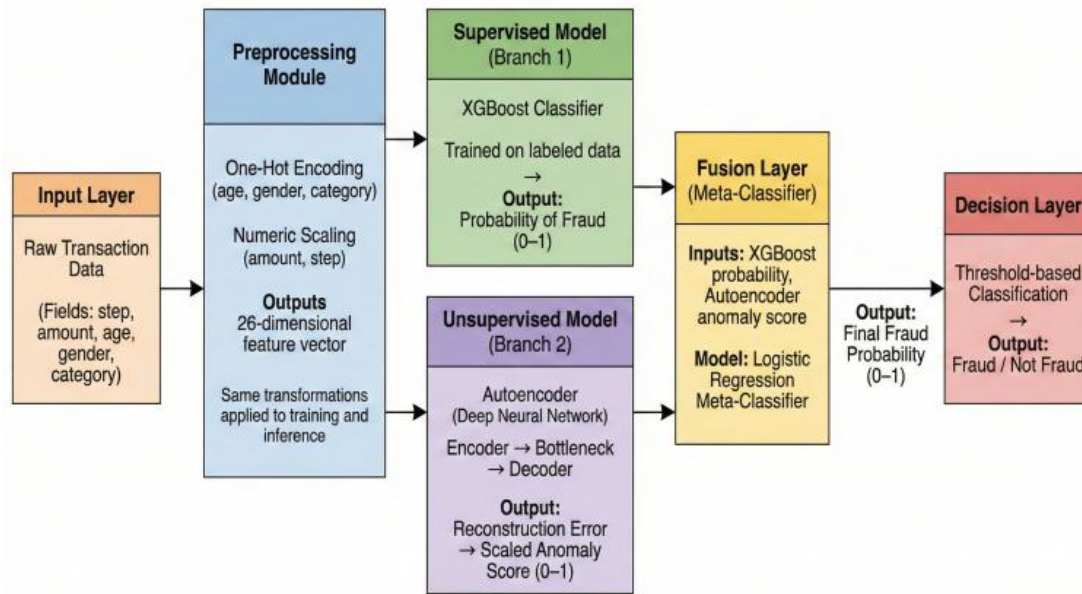 Input Layer
Raw Transaction
Data
(Fields: step,
amount, age,
gender,
category)
Preprocessing
Module
One-Hot Encoding
(age, gender, category)
Numeric Scaling
(amount, step)
Outputs
26-dimensional
feature vector
Same transformations
applied to training and
inference
Supervised Model
(Branch 1)
XGBoost Classifier
Trained on labeled data
→
Output:
Probability of Fraud
(0–1)
Unsupervised Model
(Branch 2)
Autoencoder
(Deep Neural Network)
Encoder → Bottleneck
→ Decoder
Output:
Reconstruction Error
→ Scaled Anomaly
Score (0–1)
Fusion Layer
(Meta-Classifier)
Inputs: XGBoost
probability,
Autoencoder
anomaly score
Model: Logistic
Regression
Meta-Classifier
Output:
Final Fraud
Probability
(0–1)
Decision Layer
Threshold-based
Classification
→
Output:
Fraud / Not Fraud